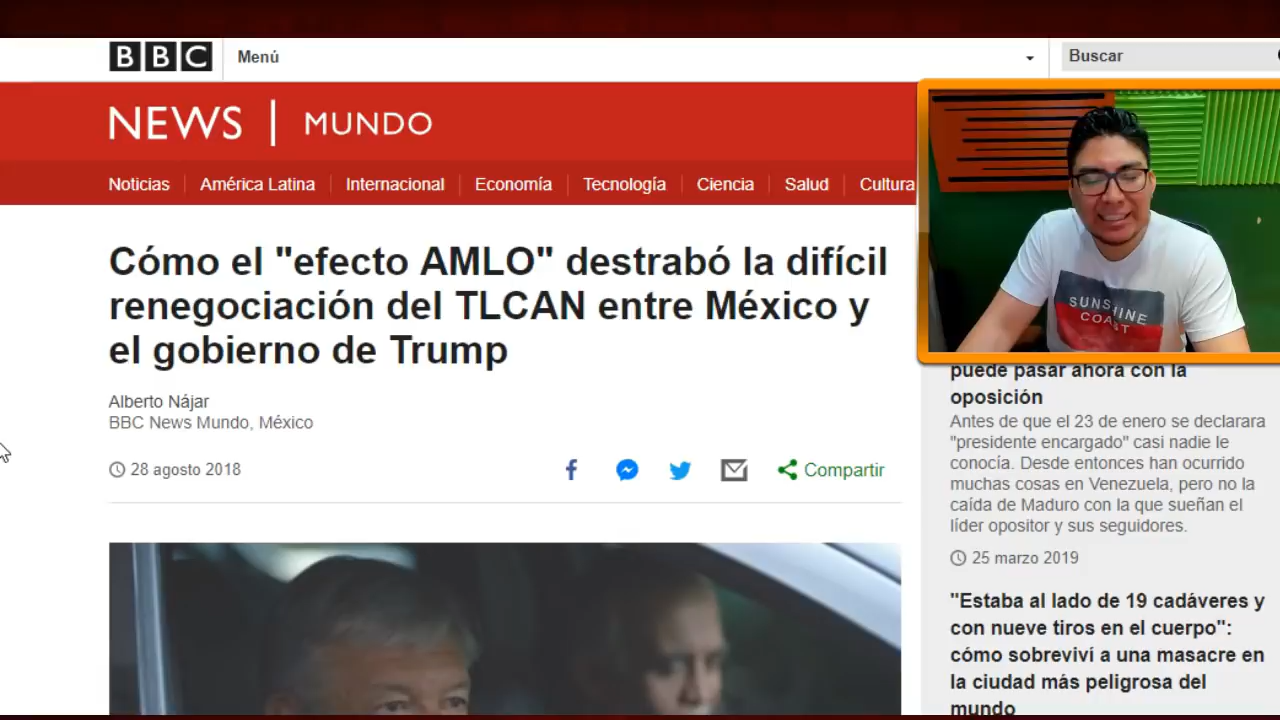 BBC
Menú
Buscar
NEWS | MUNDO
Noticias
América Latina
Internacional
Economía
Tecnología
Ciencia
Salud
Cultura
Cómo el "efecto AMLO" destrabó la difícil
renegociación del TLCAN entre México y
el gobierno de Trump
Alberto Nájar
BBC News Mundo, México
28 agosto 2018
Compartir
SUNSHINE
COAST
puede pasar ahora con la
oposición
Antes de que el 23 de enero se declarara
"presidente encargado" casi nadie le
conocía. Desde entonces han ocurrido
muchas cosas en Venezuela, pero no la
caída de Maduro con la que sueñan el
líder opositor y sus seguidores.
25 marzo 2019
"Estaba al lado de 19 cadáveres y
con nueve tiros en el cuerpo":
cómo sobreviví a una masacre en
la ciudad más peligrosa del
mundo